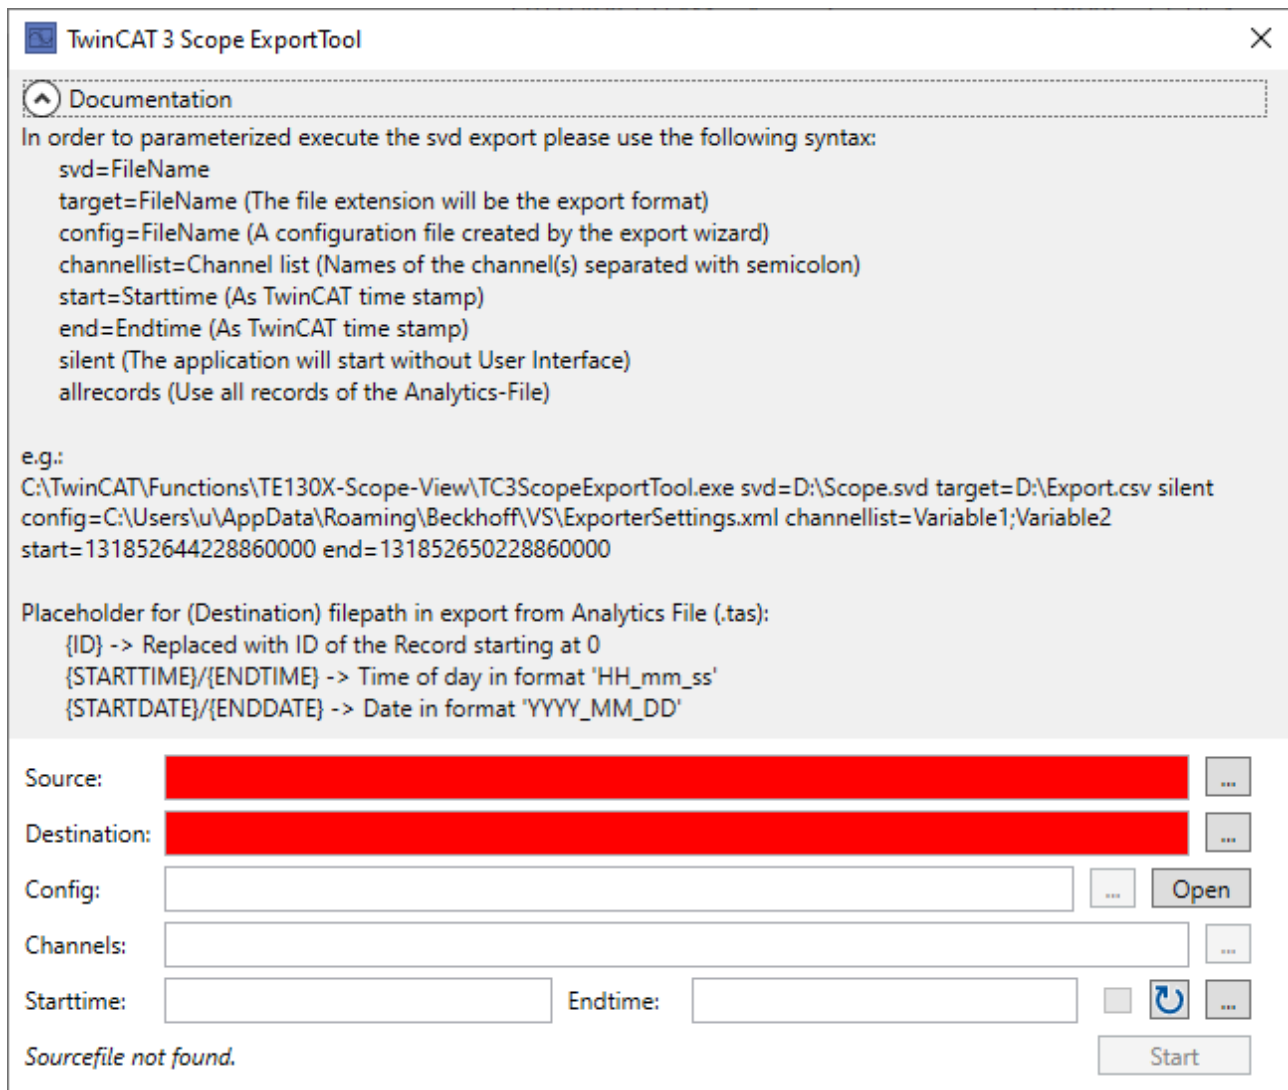 TwinCAT 3 Scope ExportTool
Documentation
In order to parameterized execute the svd export please use the following syntax:
svd=FileName
target=FileName (The file extension will be the export format)
config=FileName (A configuration file created by the export wizard)
channellist=Channel list (Names of the channel(s) separated with semicolon)
start=Starttime (As TwinCAT time stamp)
end=Endtime (As TwinCAT time stamp)
silent (The application will start without User Interface)
allrecords (Use all records of the Analytics-File)
e.g.:
C:\TwinCAT\Functions\TE130X-Scope-View\TC3ScopeExportTool.exe svd=D:\Scope.svd target=D:\Export.csv silent
config=C:\Users\u\AppData\Roaming\Beckhoff\VS\ExporterSettings.xml channellist=Variable1;Variable2
start=131852644228860000 end=131852650228860000
Placeholder for (Destination) filepath in export from Analytics File (.tas):
{ID} -> Replaced with ID of the Record starting at 0
{STARTTIME}/{ENDTIME} -> Time of day in format 'HH_mm_ss'
{STARTDATE}/{ENDDATE} -> Date in format 'YYYY_MM_DD'
Source: ...
Destination: ...
Config: ... Open
Channels: ...
Starttime: Endtime: ...
Sourcefile not found. Start